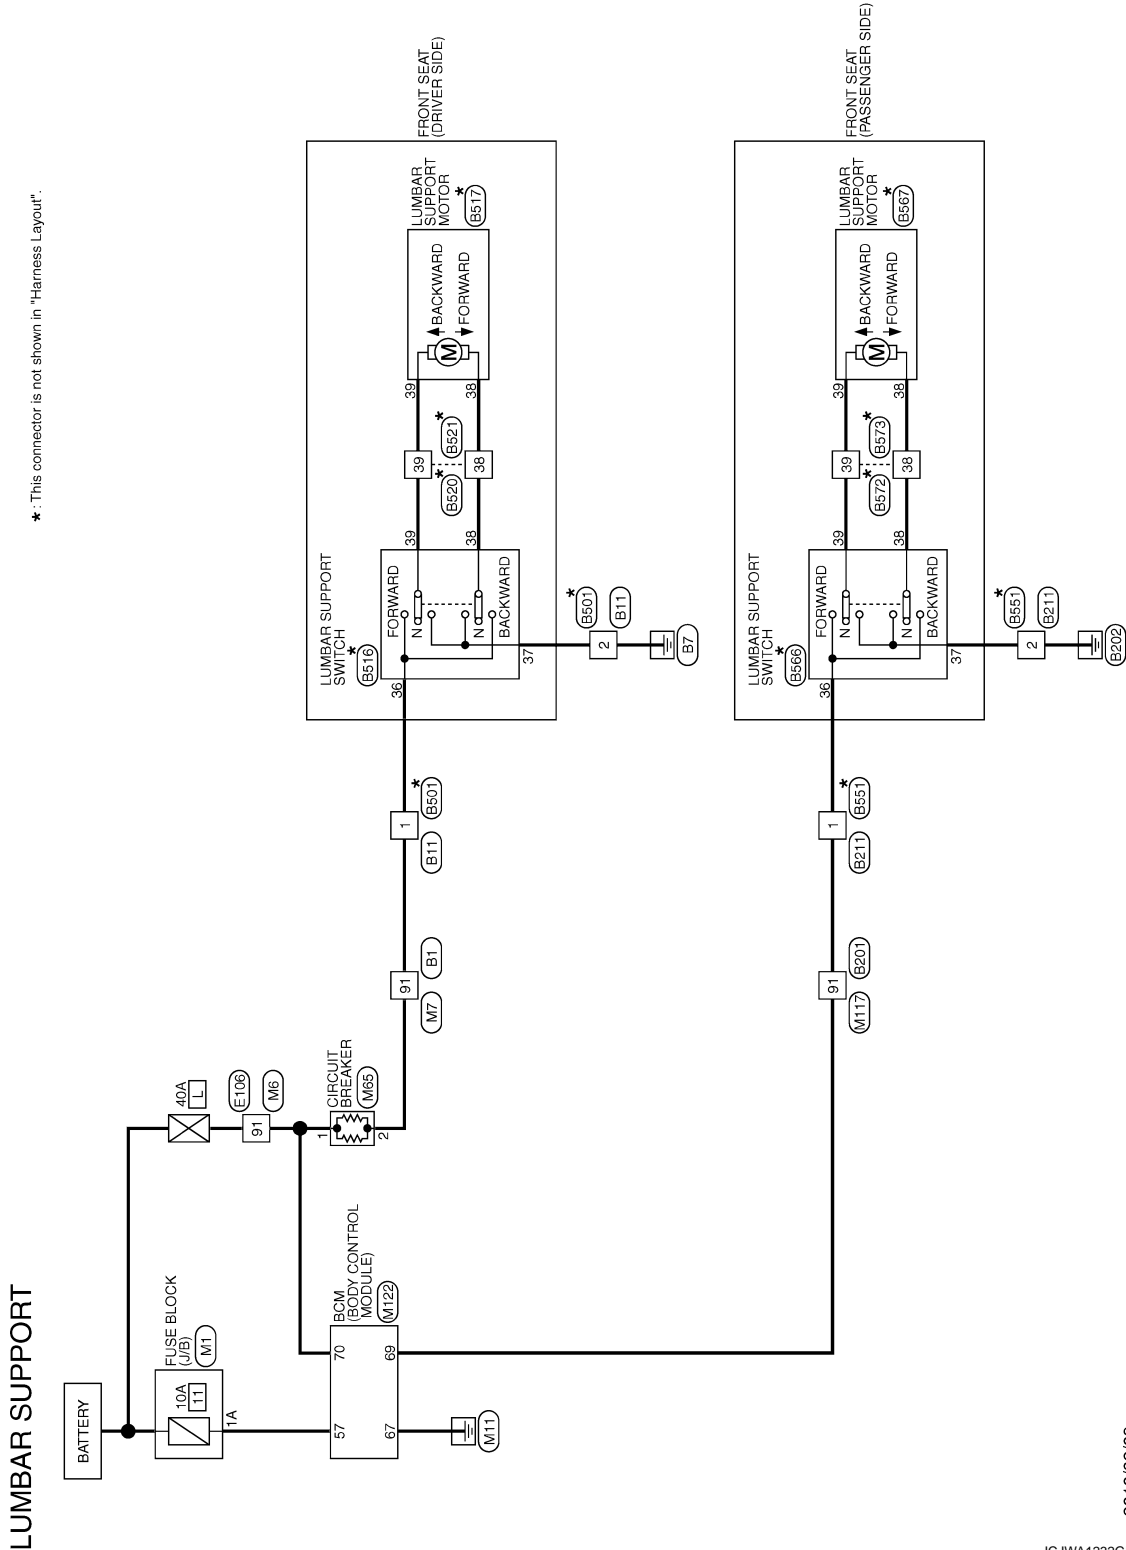 LUMBAR SUPPORT
* : This connector is not shown in "Harness Layout".
BATTERY
FUSE BLOCK
(J/B)
M1
10A
11
1A
40A
L
91
E106
M6
CIRCUIT
BREAKER
M65
1
2
BCM
(BODY CONTROL
MODULE)
M122
57
70
67
69
M11
91
M7
B1
1
B11
* B501
FRONT SEAT
(DRIVER SIDE)
LUMBAR SUPPORT
SWITCH
* B516
36
FORWARD
N
N
BACKWARD
37
39
38
39
38
* B520
* B521
39
38
LUMBAR
SUPPORT
MOTOR
* B517
M
BACKWARD
FORWARD
2
* B501
B11
B7
91
M117
B201
1
B211
* B551
FRONT SEAT
(PASSENGER SIDE)
LUMBAR SUPPORT
SWITCH
* B566
36
FORWARD
N
N
BACKWARD
37
39
38
39
38
* B572
* B573
39
38
LUMBAR
SUPPORT
MOTOR
* B567
M
BACKWARD
FORWARD
2
* B551
B211
B202